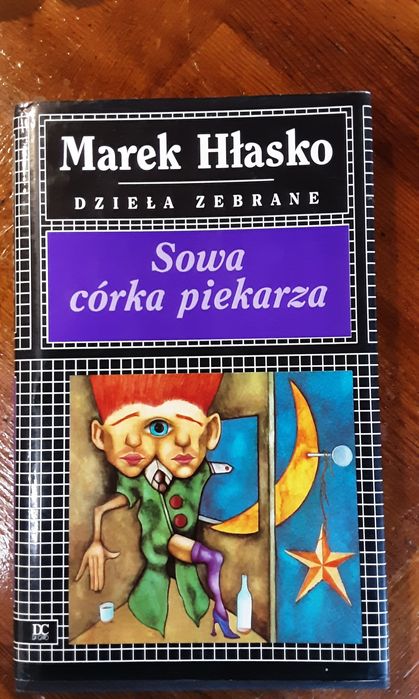 Marek Hłasko
DZIEŁA ZEBRANE
Sowa
córka piekarza
DC